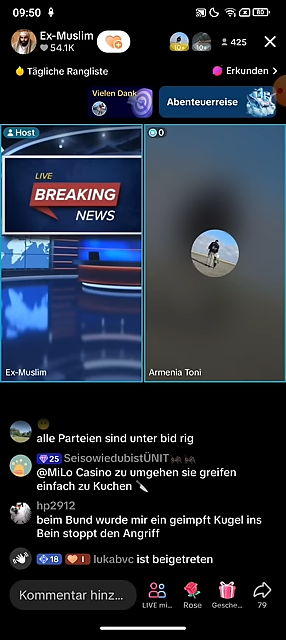 09:50
80
Ex-Muslim
54.1K
10+
10+
425
Tägliche Rangliste
Erkunden
Vielen Dank
Abenteuerreise
Host
0
LIVE
BREAKING
NEWS
Ex-Muslim
Armenia Toni
alle Parteien sind unter bid rig
25 SeisowiedubistÜNIT
@MiLo Casino zu umgehen sie greifen
einfach zu Kuchen
hp2912
beim Bund wurde mir ein geimpft Kugel ins
Bein stoppt den Angriff
18 I lukabvc ist beigetreten
Kommentar hinz...
LIVE mi...
Rose
Gesche...
79